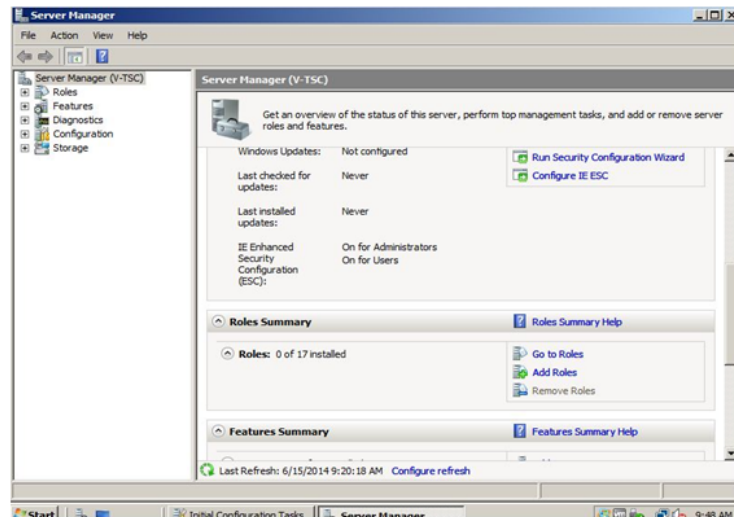 Server Manager
File Action View Help
Server Manager (V-TSC)
Roles
Features
Diagnostics
Configuration
Storage
Server Manager (V-TSC)
Get an overview of the status of this server, perform top management tasks, and add or remove server
roles and features.
Windows Updates: Not configured
Run Security Configuration Wizard
Last checked for
updates:
Never
Configure IE ESC
Last installed
updates:
Never
IE Enhanced
Security
Configuration
(ESC):
On for Administrators
On for Users
Roles Summary
Roles Summary Help
Roles: 0 of 17 installed
Go to Roles
Add Roles
Remove Roles
Features Summary
Features Summary Help
Last Refresh: 6/15/2014 9:20:18 AM Configure refresh
Start
Initial Configuration Tasks
Server Manager
9:48 AM